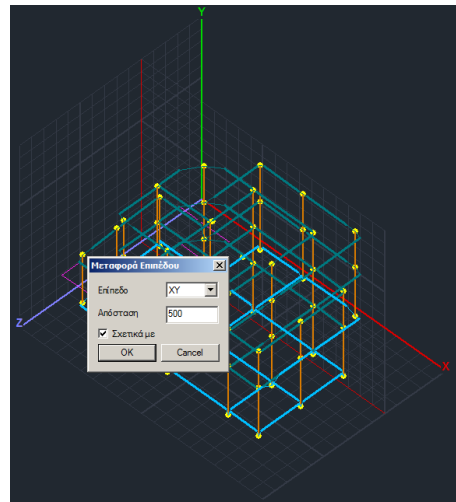 Y
Μεταφορά Επιπέδου
Επίπεδο XY
Απόσταση 500
Σχετικά με
OK Cancel
Z
X